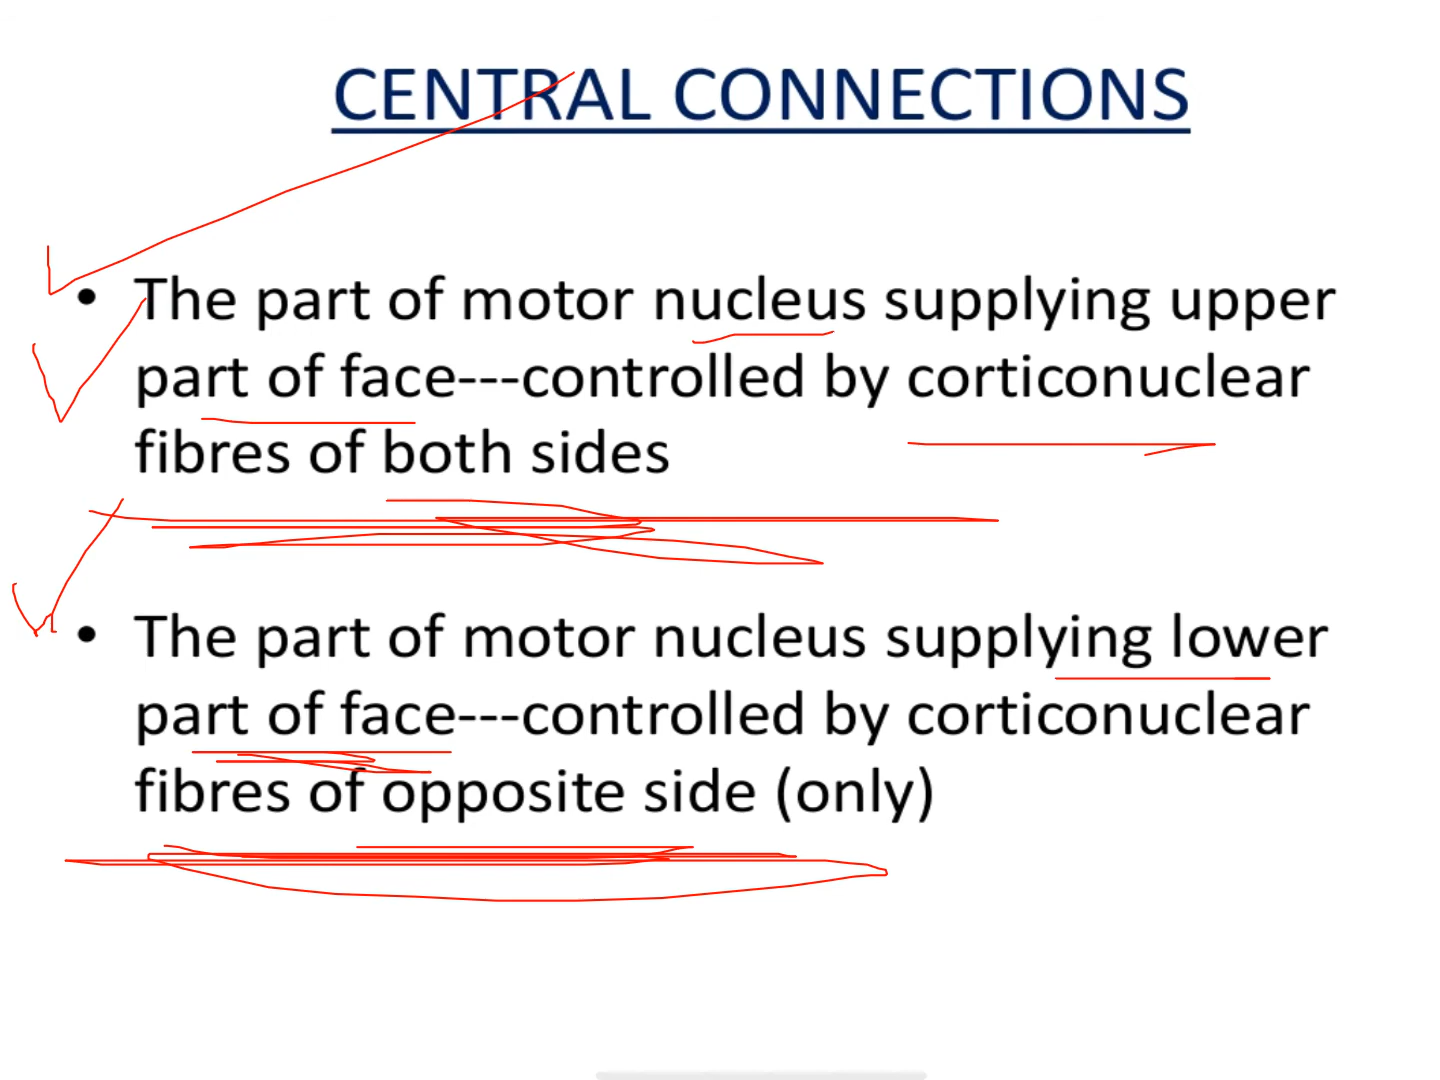 CENTRAL CONNECTIONS
• The part of motor nucleus supplying upper
part of face---controlled by corticonuclear
fibres of both sides
• The part of motor nucleus supplying lower
part of face---controlled by corticonuclear
fibres of opposite side (only)